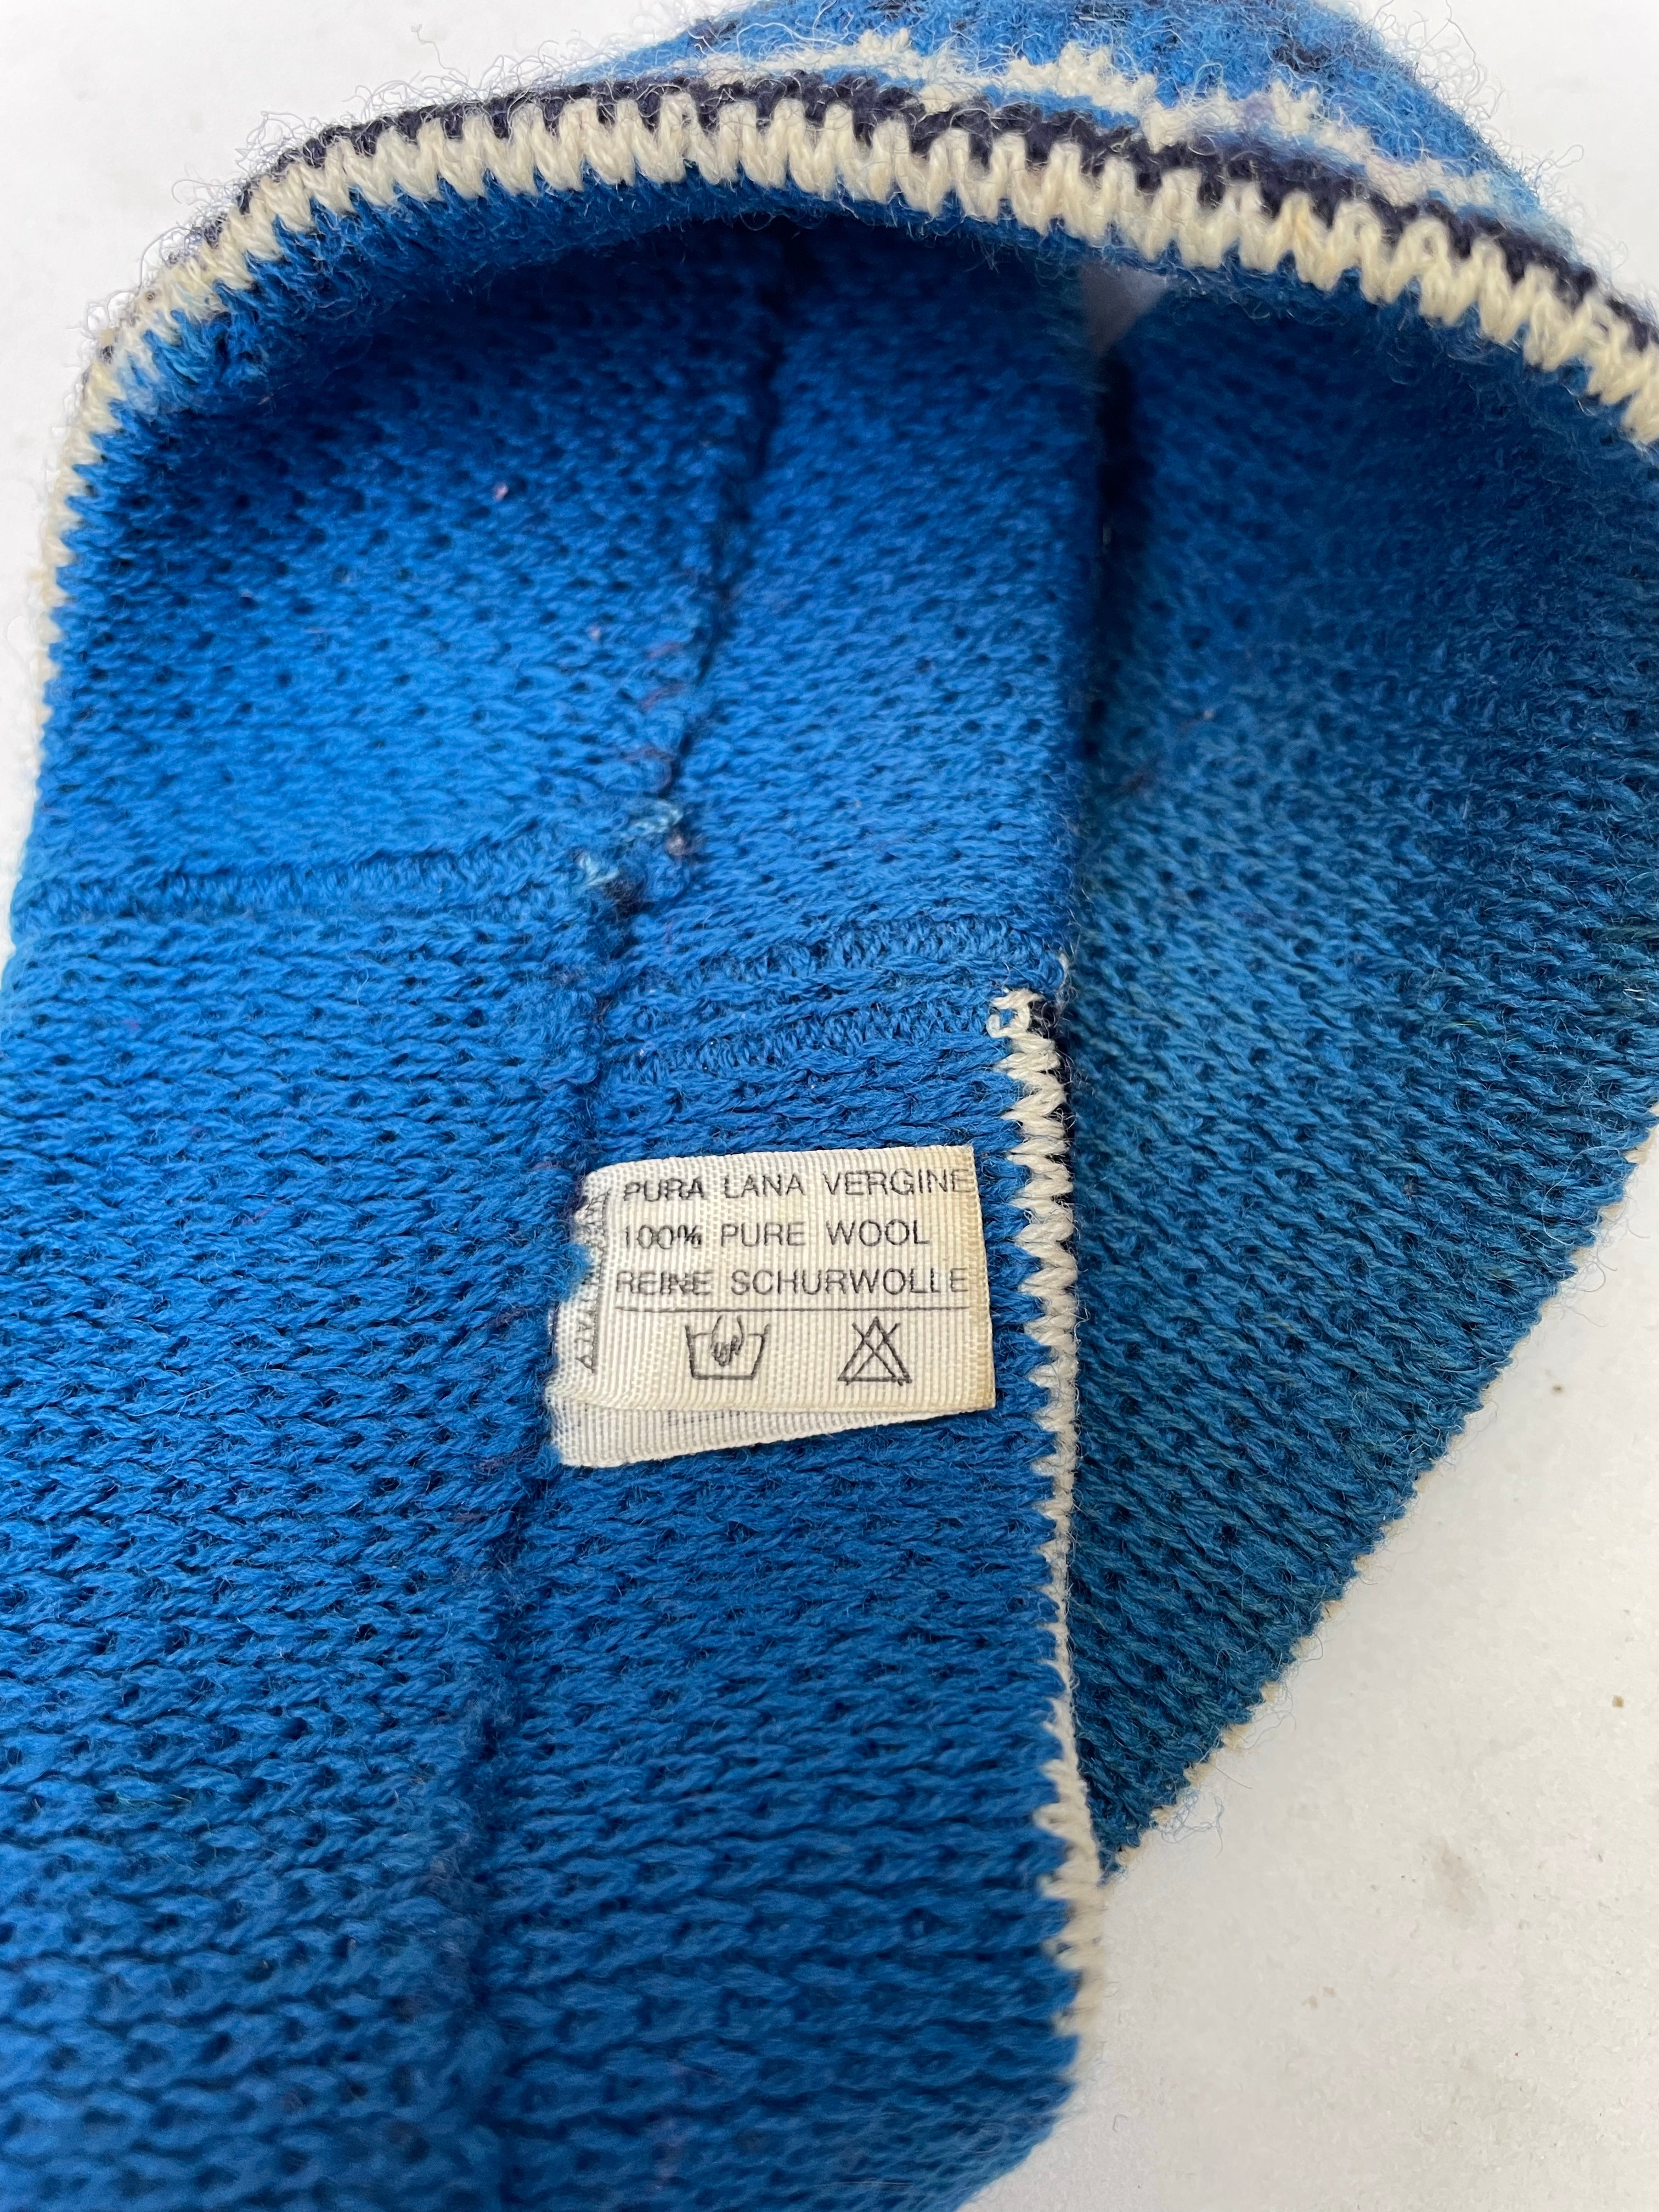 PURA LANA VERGINE
100% PURE WOOL
REINE SCHURWOLLE